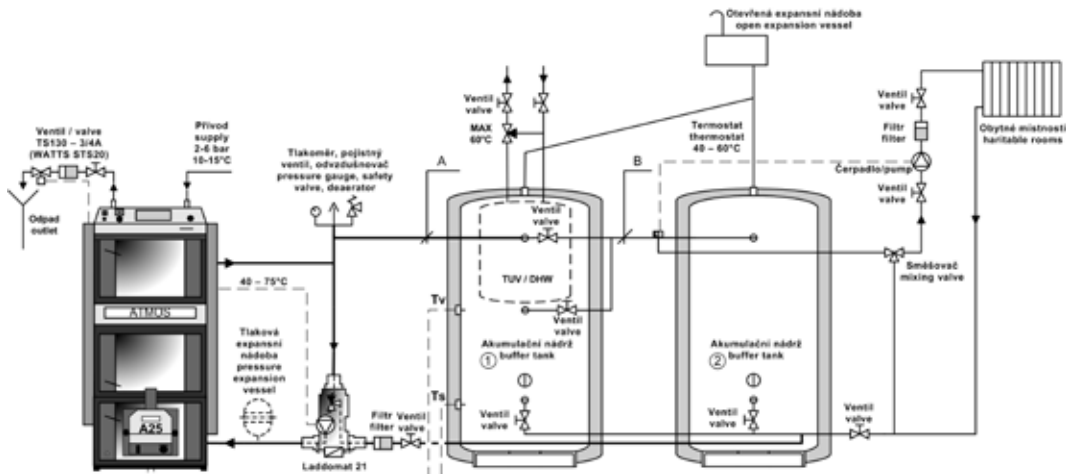 Otevřená expansní nádoba
open expansion vessel
Ventil / valve
TS130 – 3/4A
(WATTS STS20)
Přívod
supply
2-6 bar
10-15°C
Odpad
outlet
Tlakoměr, pojistný
ventil, odvzdušnovač
pressure gauge, safety
valve, deaerator
A
Ventil
valve
MAX
60°C
Termostat
thermostat
40 – 60°C
B
Ventil
valve
Filtr
filter
Čerpadlo/pump
Ventil
valve
Obytné místnosti
haritable rooms
Ventil
valve
TUV / DHW
Směšovač
mixing valve
40 – 75°C
ATMOS
Tlaková
expansní
nádoba
pressure
expansion
vessel
Tv
Ventil
valve
Akumulační nádrž
1 buffer tank
Akumulační nádrž
2 buffer tank
Ts
A25
Filtr
filter
Ventil
valve
Ventil
valve
Ventil
valve
Ventil
valve
Laddomat 21